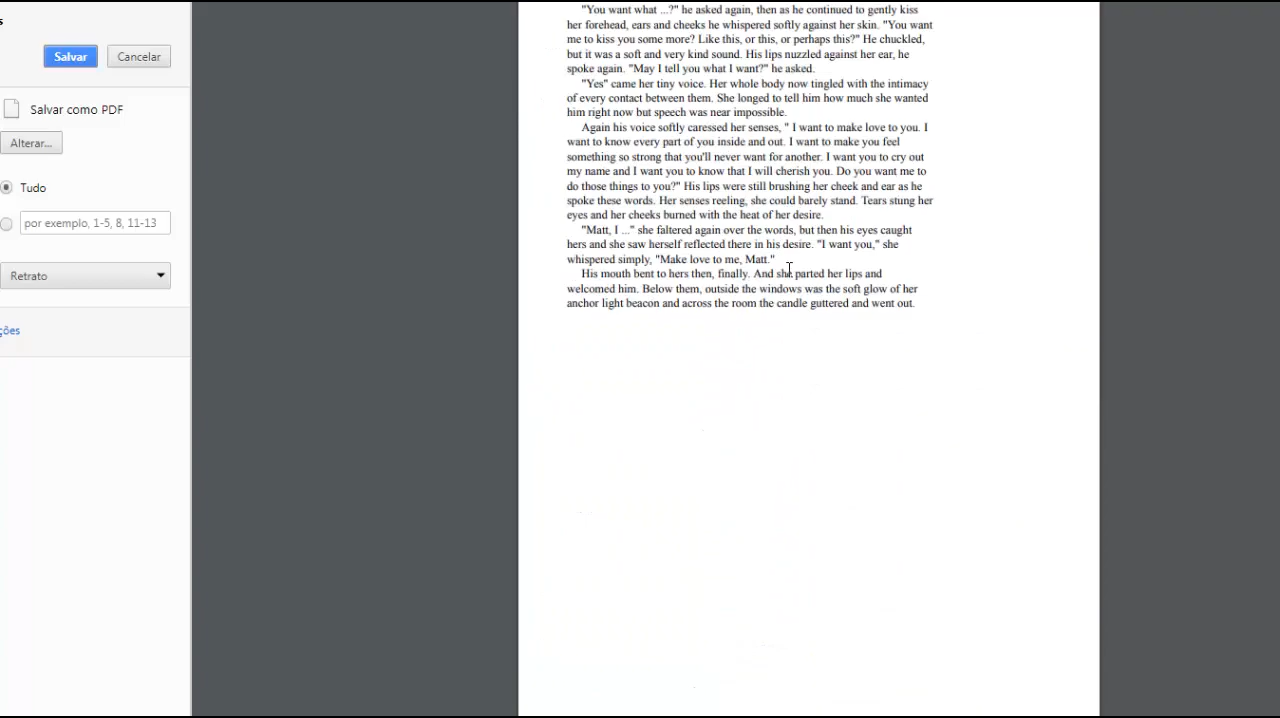 s
Salvar
Cancelar
Salvar como PDF
Alterar...
Tudo
por exemplo, 1-5, 8, 11-13
Retrato
ções
"You want what ...?" he asked again, then as he continued to gently kiss
her forehead, ears and cheeks he whispered softly against her skin. "You want
me to kiss you some more? Like this, or this, or perhaps this?" He chuckled,
but it was a soft and very kind sound. His lips nuzzled against her ear, he
spoke again. "May I tell you what I want?" he asked.
"Yes" came her tiny voice. Her whole body now tingled with the intimacy
of every contact between them. She longed to tell him how much she wanted
him right now but speech was near impossible.
Again his voice softly caressed her senses, " I want to make love to you. I
want to know every part of you inside and out. I want to make you feel
something so strong that you'll never want for another. I want you to cry out
my name and I want you to know that I will cherish you. Do you want me to
do those things to you?" His lips were still brushing her cheek and ear as he
spoke these words. Her senses reeling, she could barely stand. Tears stung her
eyes and her cheeks burned with the heat of her desire.
"Matt, I ..." she faltered again over the words, but then his eyes caught
hers and she saw herself reflected there in his desire. "I want you," she
whispered simply, "Make love to me, Matt."
His mouth bent to hers then, finally. And she parted her lips and
welcomed him. Below them, outside the windows was the soft glow of her
anchor light beacon and across the room the candle guttered and went out.